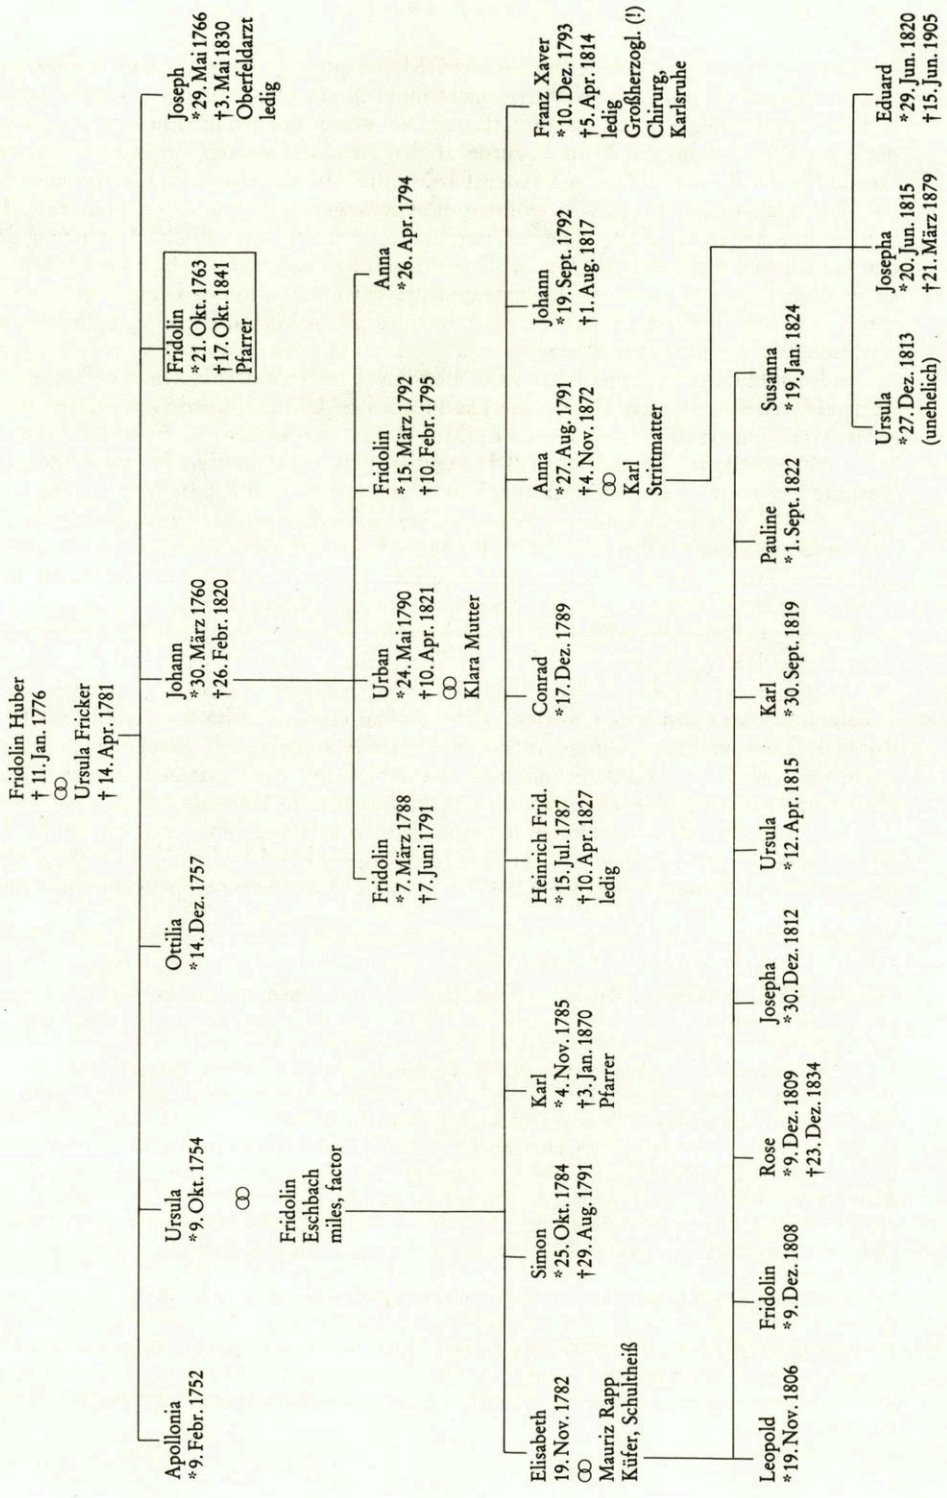 Fridolin Huber
† 11. Jan. 1776
⚭
Ursula Fricker
† 14. Apr. 1781
Apollonia
*9. Febr. 1752
Ursula
*9. Okt. 1754
⚭
Fridolin
Eschbach
miles, factor
Ottilia
*14. Dez. 1757
Johann
*30. März 1760
†26. Febr. 1820
Fridolin
*21. Okt. 1763
†17. Okt. 1841
Pfarrer
Joseph
*29. Mai 1766
†3. Mai 1830
Oberfeldarzt
ledig
Fridolin
*7. März 1788
†7. Juni 1791
Urban
*24. Mai 1790
†10. Apr. 1821
⚭
Klara Mutter
Fridolin
*15. März 1792
†10. Febr. 1795
Anna
*26. Apr. 1794
Elisabeth
19. Nov. 1782
⚭
Mauriz Rapp
Küfer, Schultheiß
Simon
*25. Okt. 1784
†29. Aug. 1791
Karl
*4. Nov. 1785
†3. Jan. 1870
Pfarrer
Heinrich Frid.
*15. Jul. 1787
†10. Apr. 1827
ledig
Conrad
*17. Dez. 1789
Anna
*27. Aug. 1791
†4. Nov. 1872
⚭
Karl
Strittmatter
Johann
*19. Sept. 1792
†1. Aug. 1817
Franz Xaver
*10. Dez. 1793
†5. Apr. 1814
ledig
Großherzogl. (!)
Chirurg,
Karlsruhe
Leopold
*19. Nov. 1806
Fridolin
*9. Dez. 1808
Rose
*9. Dez. 1809
†23. Dez. 1834
Josepha
*30. Dez. 1812
Ursula
*12. Apr. 1815
Karl
*30. Sept. 1819
Pauline
*1. Sept. 1822
Susanna
*19. Jan. 1824
Ursula
*27. Dez. 1813
(unehelich)
Josepha
*20. Jun. 1815
†21. März 1879
Eduard
*29. Jun. 1820
†15. Jun. 1905